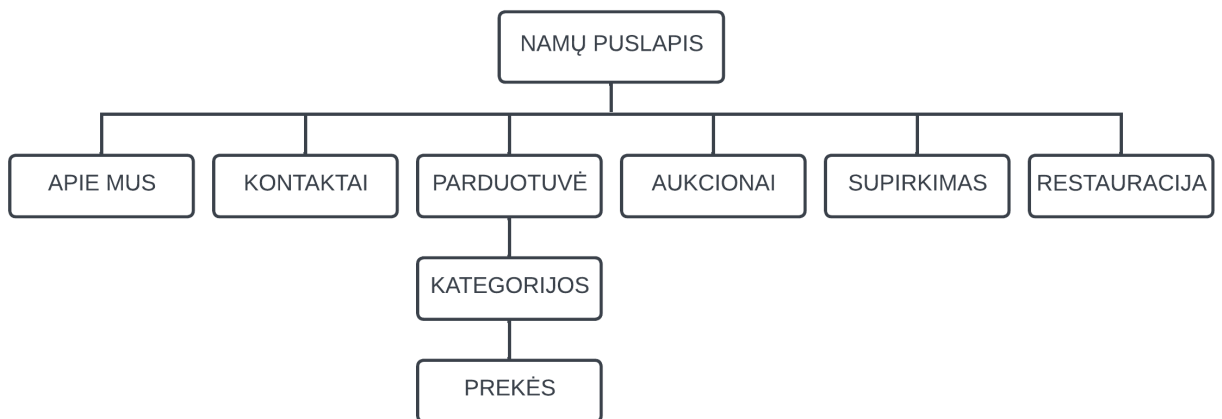 NAMŲ PUSLAPIS
APIE MUS
KONTAKTAI
PARDUOTUVĖ
AUKCIONAI
SUPIRKIMAS
RESTAURACIJA
KATEGORIJOS
PREKĖS